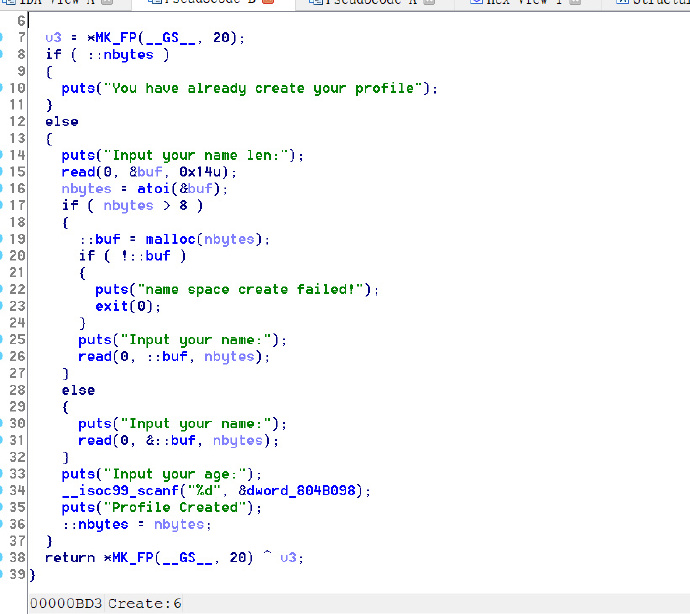 IDA View-A Pseudocode-B Pseudocode-A Hex View-1 Structur
6
7 v3 = *MK_FP(__GS__, 20);
8 if ( ::nbytes )
9 {
10 puts("You have already create your profile");
11 }
12 else
13 {
14 puts("Input your name len:");
15 read(0, &buf, 0x14u);
16 nbytes = atoi(&buf);
17 if ( nbytes > 8 )
18 {
19 ::buf = malloc(nbytes);
20 if ( !::buf )
21 {
22 puts("name space create failed!");
23 exit(0);
24 }
25 puts("Input your name:");
26 read(0, ::buf, nbytes);
27 }
28 else
29 {
30 puts("Input your name:");
31 read(0, &::buf, nbytes);
32 }
33 puts("Input your age:");
34 __isoc99_scanf("%d", &dword_804B098);
35 puts("Profile Created");
36 ::nbytes = nbytes;
37 }
38 return *MK_FP(__GS__, 20) ^ v3;
39 }
00000BD3 Create:6